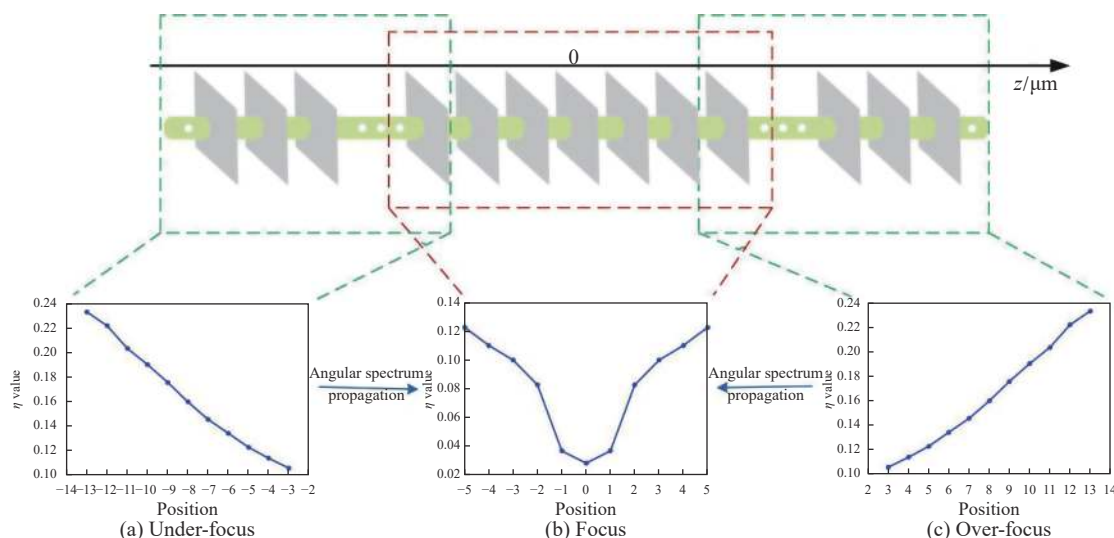 0
z/μm
0.24
0.22
0.20
0.16
0.16
0.14
0.12
0.10
η value
−14 −13 −12 −11 −10 −9 −8 −7 −6 −5 −4 −3 −2
Position
(a) Under-focus
Angular spectrum
propagation
0.14
0.12
0.10
0.08
0.06
0.04
0.02
η value
−5 −4 −3 −2 −1 0 1 2 3 4 5
Position
(b) Focus
Angular spectrum
propagation
0.24
0.22
0.20
0.16
0.16
0.14
0.12
0.10
η value
2 3 4 5 6 7 8 9 10 11 12 13 14
Position
(c) Over-focus